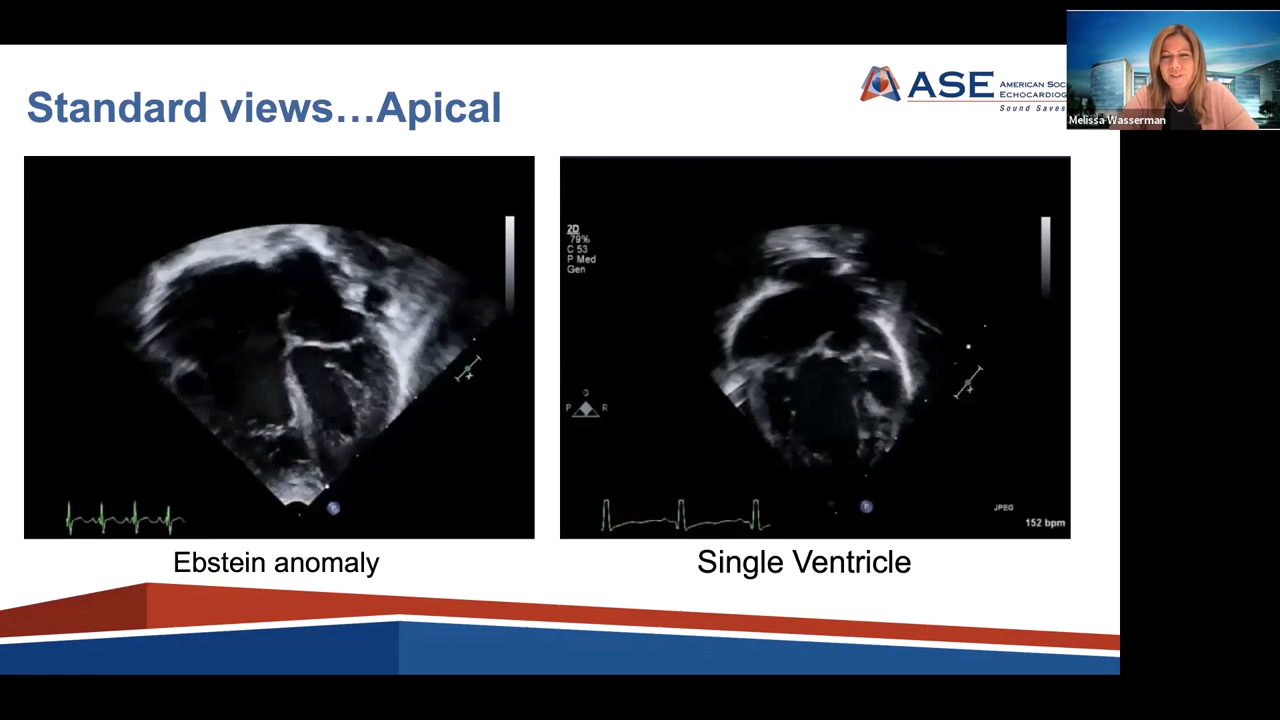 Standard views…Apical
ASE
AMERICAN SOC
ECHOCARDIOG
Sound Saves
Melissa Wasserman
2D
79%
C 53
P Med
Gen
G
P R
P
JPEG
152 bpm
P
Ebstein anomaly
Single Ventricle